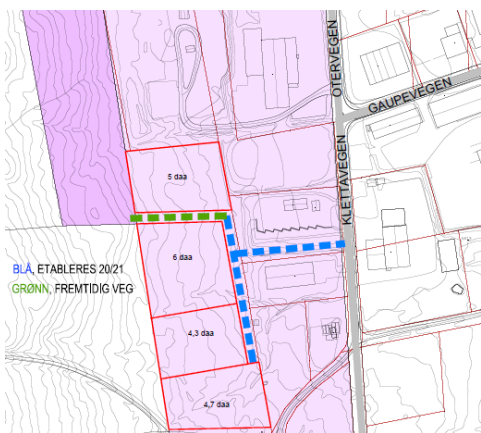 OTERVEGEN
GAUPEVEGEN
KLETTAVEGEN
5 daa
6 daa
BLÅ, ETABLERES 20/21
GRØNN, FREMTIDIG VEG
4,3 daa
4,7 daa